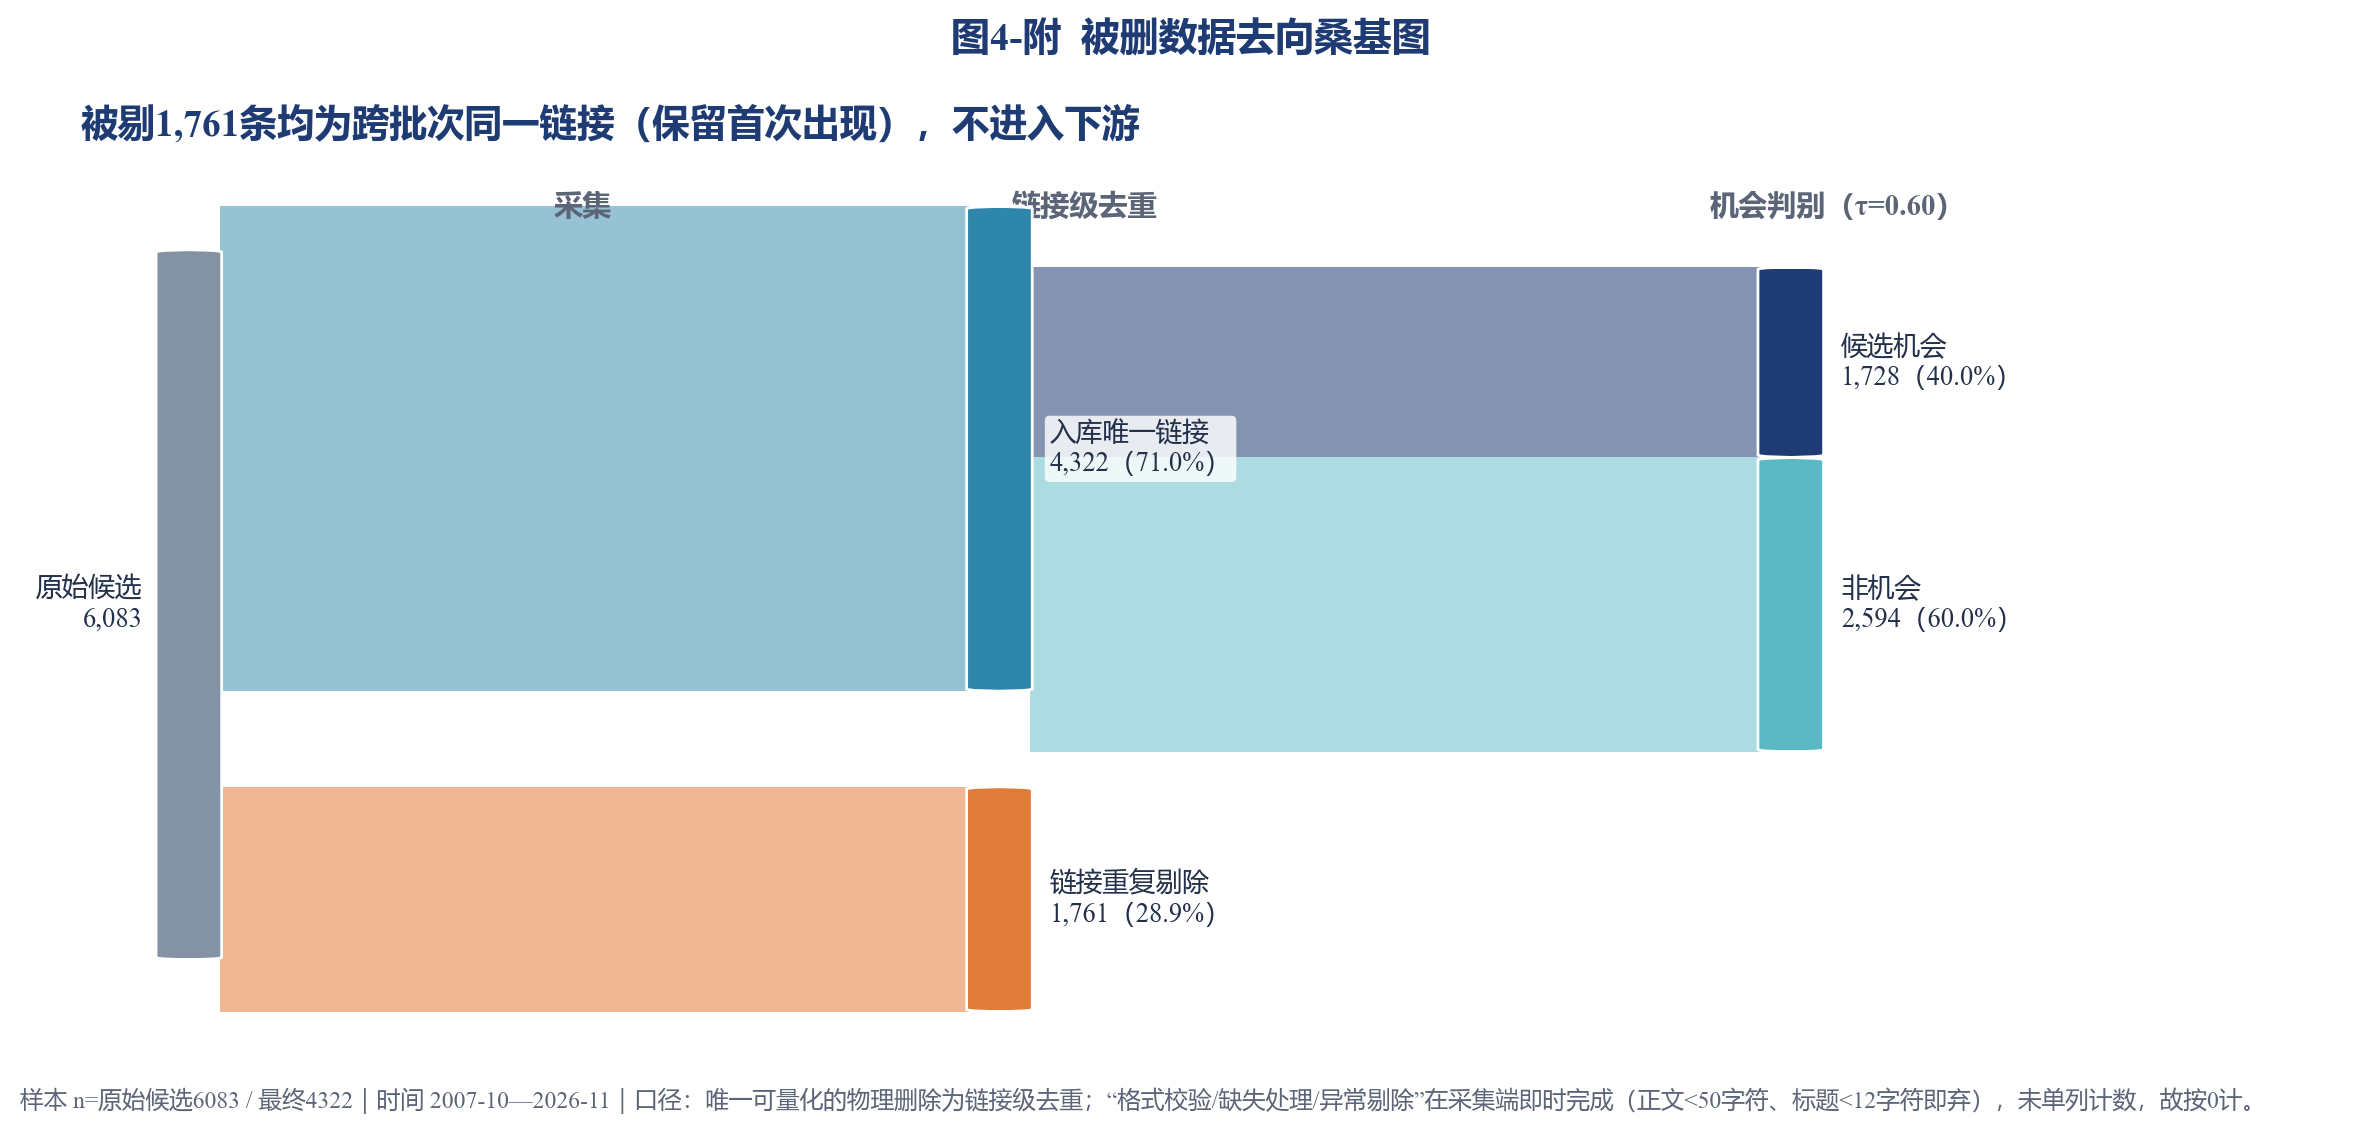 图4-附 被删数据去向桑基图
被剔1,761条均为跨批次同一链接（保留首次出现），不进入下游
采集
链接级去重
机会判别（τ=0.60）
候选机会
1,728（40.0%）
入库唯一链接
4,322（71.0%）
原始候选
6,083
非机会
2,594（60.0%）
链接重复剔除
1,761（28.9%）
样本 n=原始候选6083 / 最终4322｜时间 2007-10—2026-11｜口径：唯一可量化的物理删除为链接级去重；“格式校验/缺失处理/异常剔除”在采集端即时完成（正文<50字符、标题<12字符即弃），未单列计数，故按0计。